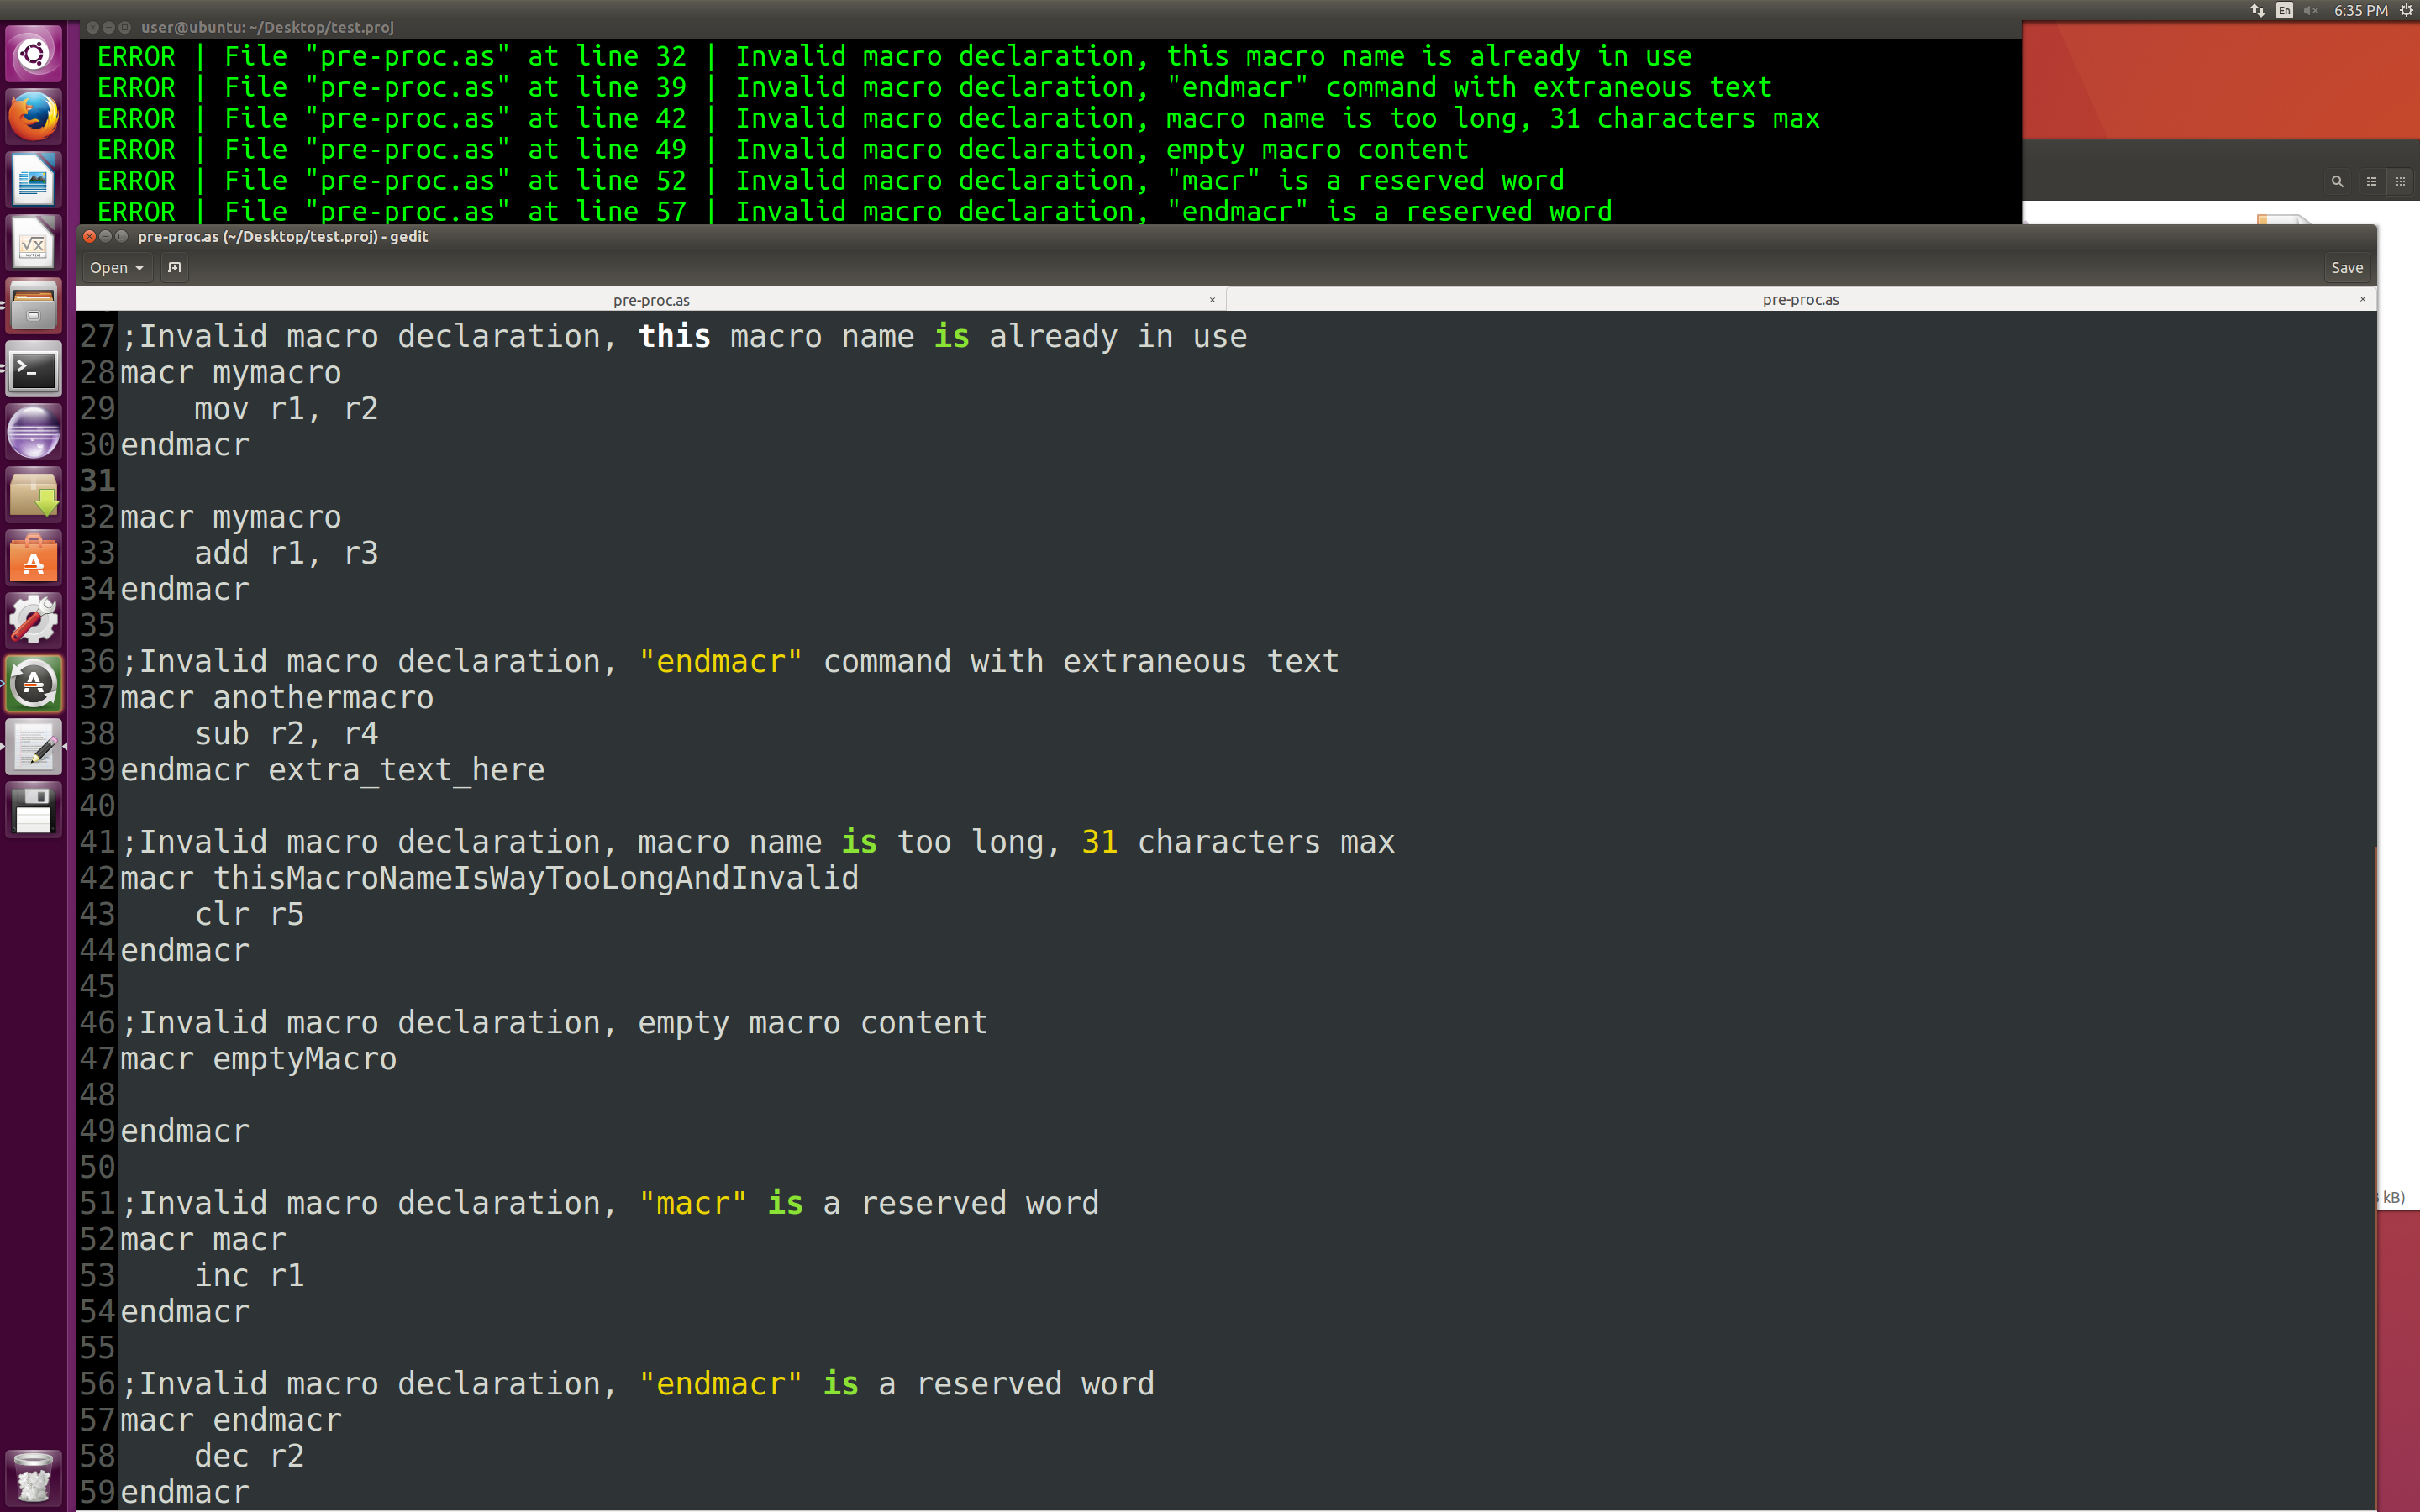 En 6:35 PM
user@ubuntu: ~/Desktop/test.proj
ERROR | File "pre-proc.as" at line 32 | Invalid macro declaration, this macro name is already in use
ERROR | File "pre-proc.as" at line 39 | Invalid macro declaration, "endmacr" command with extraneous text
ERROR | File "pre-proc.as" at line 42 | Invalid macro declaration, macro name is too long, 31 characters max
ERROR | File "pre-proc.as" at line 49 | Invalid macro declaration, empty macro content
ERROR | File "pre-proc.as" at line 52 | Invalid macro declaration, "macr" is a reserved word
ERROR | File "pre-proc.as" at line 57 | Invalid macro declaration, "endmacr" is a reserved word
pre-proc.as (~/Desktop/test.proj) - gedit
Open Save
pre-proc.as pre-proc.as
27 ;Invalid macro declaration, this macro name is already in use
28 macr mymacro
29 mov r1, r2
30 endmacr
31
32 macr mymacro
33 add r1, r3
34 endmacr
35
36 ;Invalid macro declaration, "endmacr" command with extraneous text
37 macr anothermacro
38 sub r2, r4
39 endmacr extra_text_here
40
41 ;Invalid macro declaration, macro name is too long, 31 characters max
42 macr thisMacroNameIsWayTooLongAndInvalid
43 clr r5
44 endmacr
45
46 ;Invalid macro declaration, empty macro content
47 macr emptyMacro
48
49 endmacr
50
51 ;Invalid macro declaration, "macr" is a reserved word
52 macr macr
53 inc r1
54 endmacr
55
56 ;Invalid macro declaration, "endmacr" is a reserved word
57 macr endmacr
58 dec r2
59 endmacr
kB)